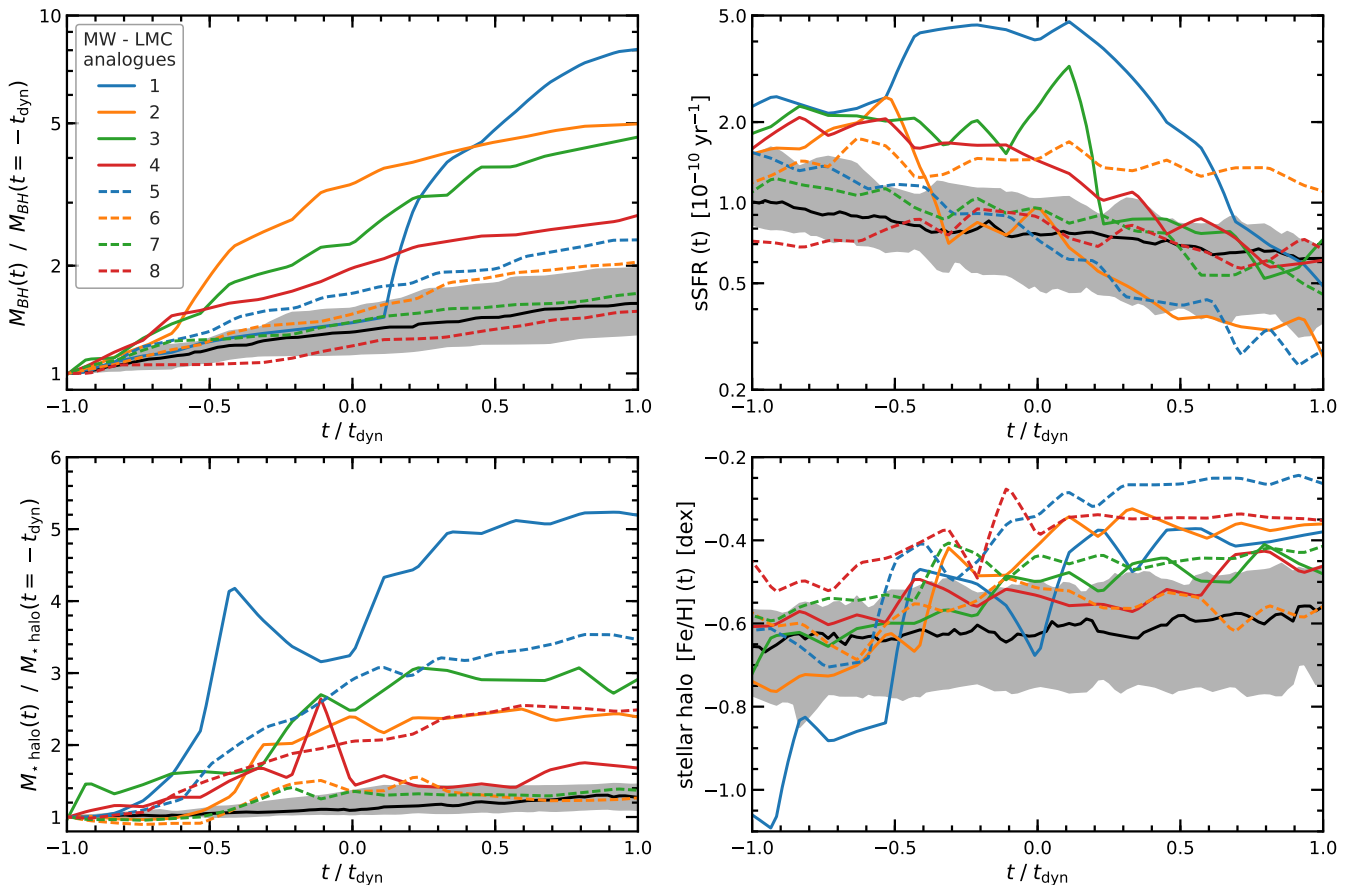 10
5
2
1
M_BH(t) / M_BH(t = − t_dyn)
MW - LMC
analogues
1
2
3
4
5
6
7
8
−1.0 −0.5 0.0 0.5 1.0
t / t_dyn
5.0
2.0
1.0
0.5
0.2
sSFR (t) [10⁻¹⁰ yr⁻¹]
−1.0 −0.5 0.0 0.5 1.0
t / t_dyn
6
5
4
3
2
1
M⋆ halo(t) / M⋆ halo(t = − t_dyn)
−1.0 −0.5 0.0 0.5 1.0
t / t_dyn
−0.2
−0.4
−0.6
−0.8
−1.0
stellar halo [Fe/H] (t) [dex]
−1.0 −0.5 0.0 0.5 1.0
t / t_dyn